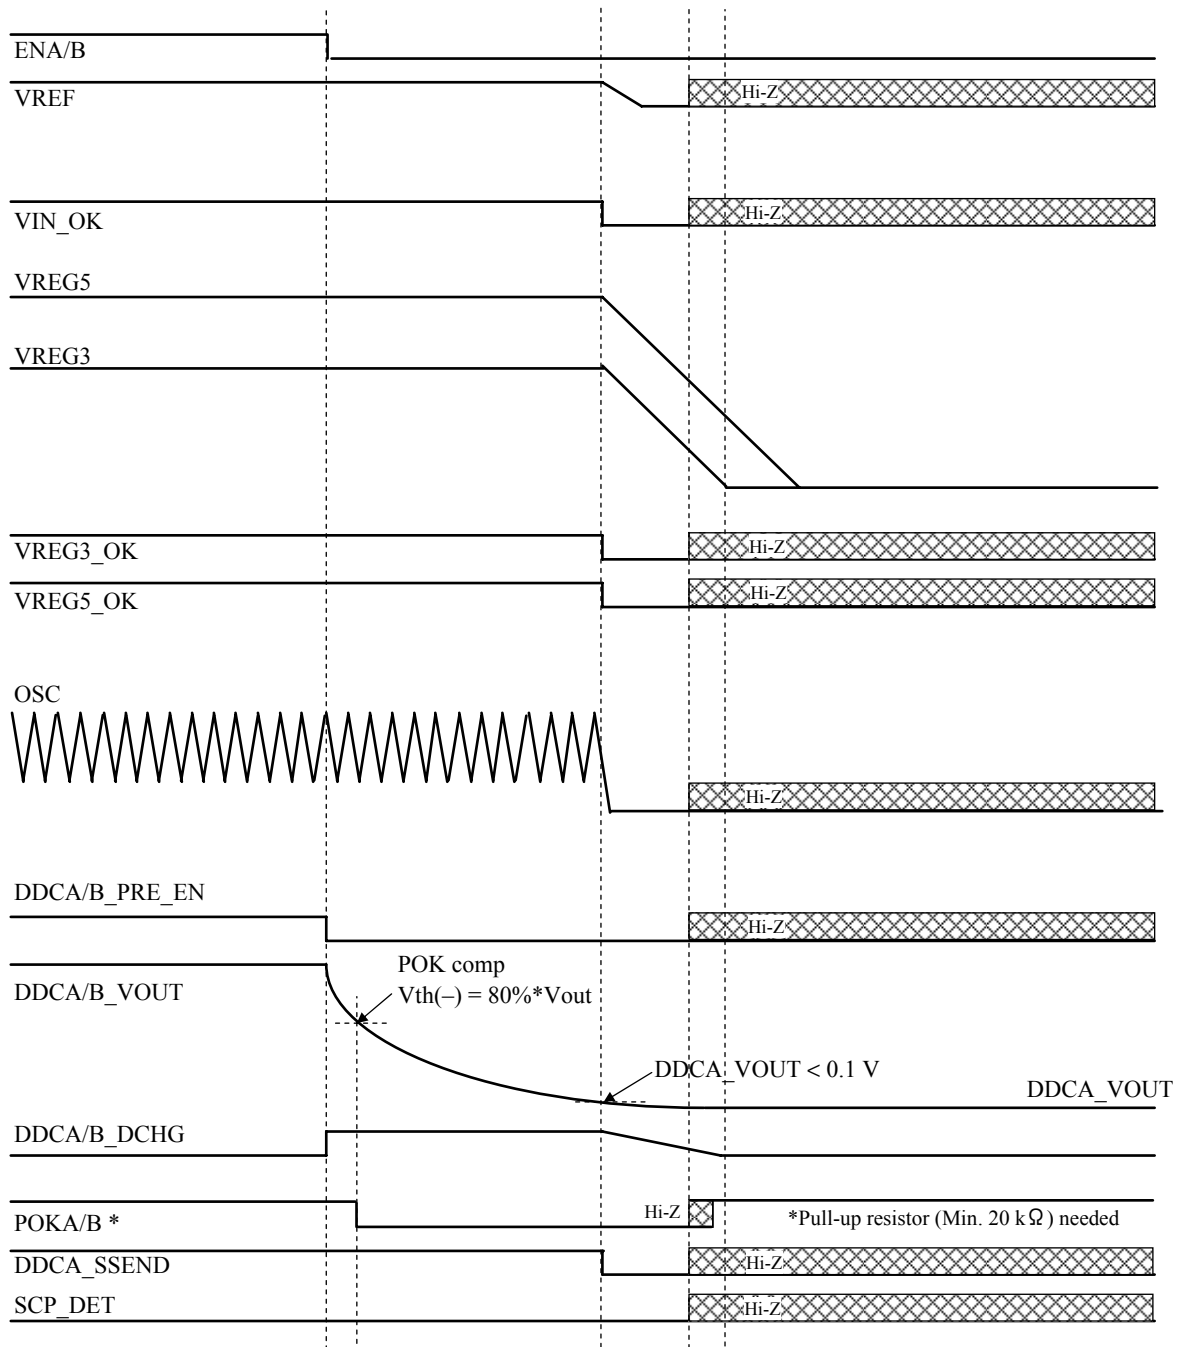 ENA/B
VREF
Hi-Z
VIN_OK
Hi-Z
VREG5
VREG3
VREG3_OK
Hi-Z
VREG5_OK
Hi-Z
OSC
Hi-Z
DDCA/B_PRE_EN
Hi-Z
DDCA/B_VOUT
POK comp
Vth(–) = 80%*Vout
DDCA_VOUT < 0.1 V
DDCA_VOUT
DDCA/B_DCHG
POKA/B *
Hi-Z
*Pull-up resistor (Min. 20 kΩ) needed
DDCA_SSEND
Hi-Z
SCP_DET
Hi-Z